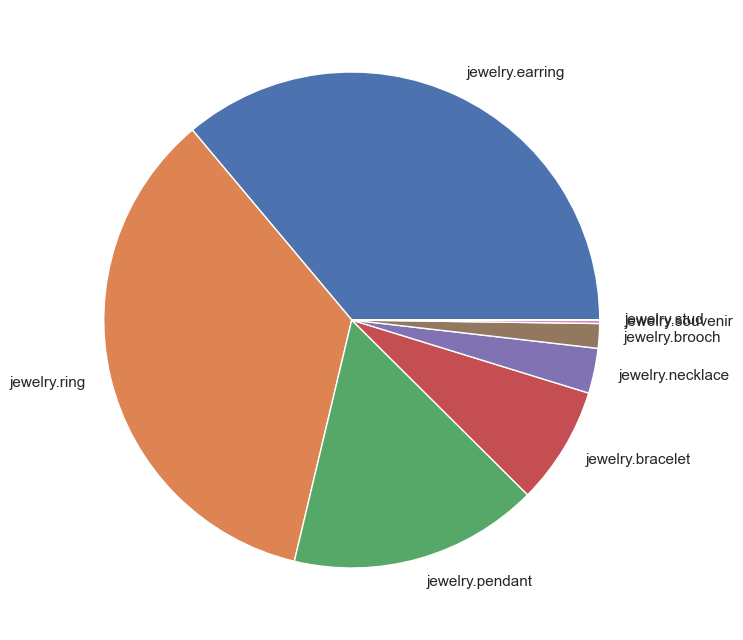 jewelry.earring
jewelry.stud
jewelry.souvenir
jewelry.brooch
jewelry.necklace
jewelry.ring
jewelry.bracelet
jewelry.pendant